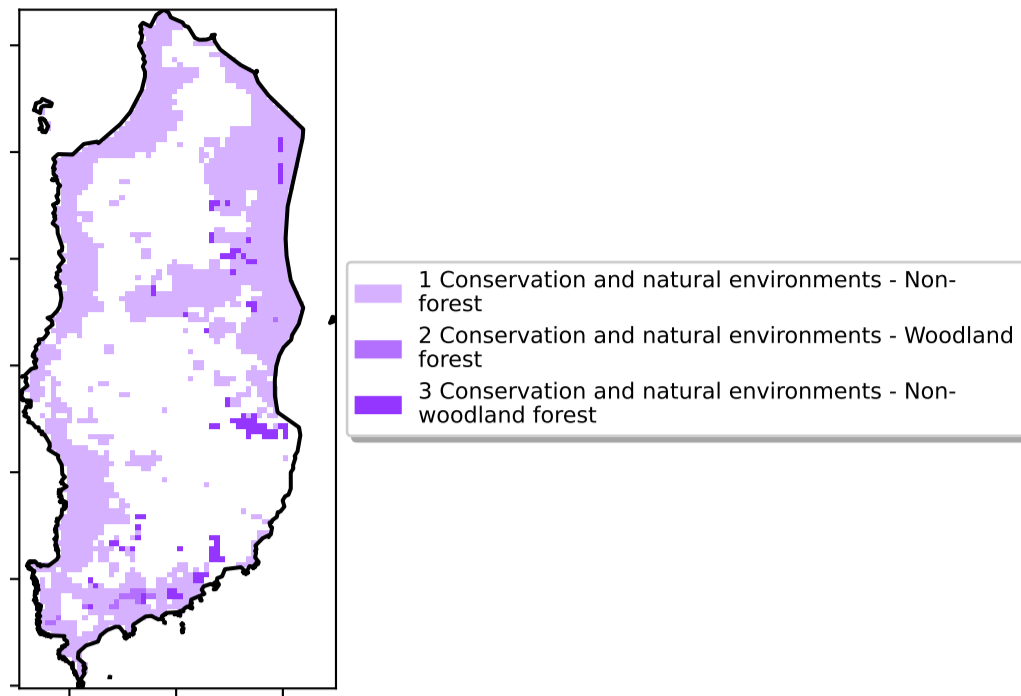 1 Conservation and natural environments - Non-
forest
2 Conservation and natural environments - Woodland
forest
3 Conservation and natural environments - Non-
woodland forest